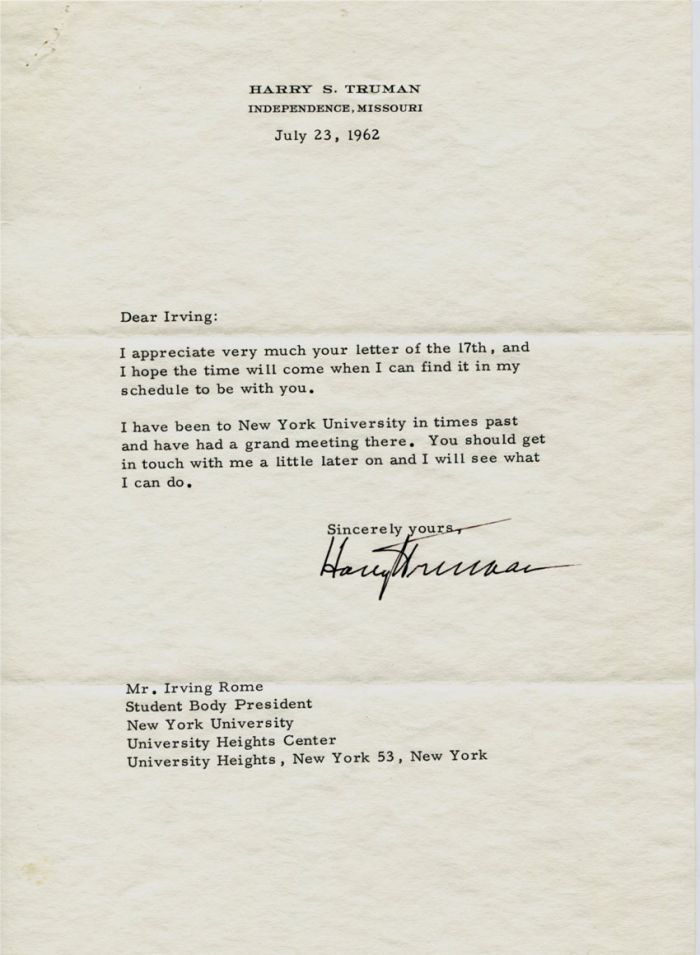 HARRY S. TRUMAN
INDEPENDENCE, MISSOURI
July 23, 1962
Dear Irving:
I appreciate very much your letter of the 17th, and
I hope the time will come when I can find it in my
schedule to be with you.
I have been to New York University in times past
and have had a grand meeting there. You should get
in touch with me a little later on and I will see what
I can do.
Sincerely yours,
Harry Truman
Mr. Irving Rome
Student Body President
New York University
University Heights Center
University Heights, New York 53, New York